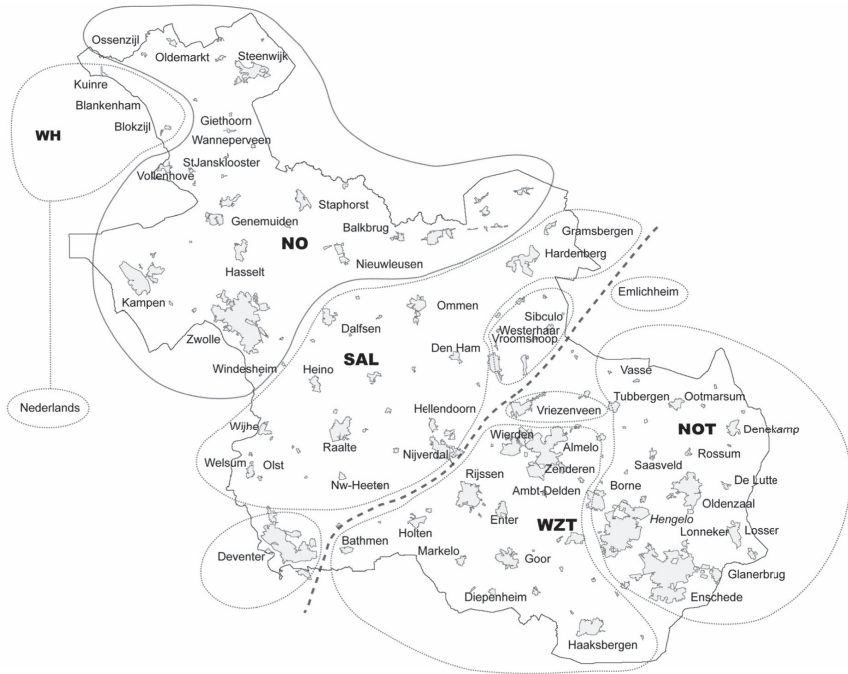 Ossenzijl
Oldemarkt
Steenwijk
Kuinre
Blankenham
Blokzijl
WH
Giethoorn
Wanneperveen
StJansklooster
Vollenhove
Staphorst
Genemuiden
Balkbrug
NO
Gramsbergen
Hardenberg
Nieuwleusen
Hasselt
Kampen
Emlichheim
Ommen
Sibculo
Dalfsen
Westerhaar
Vroomshoop
Zwolle
Den Ham
SAL
Windesheim
Heino
Vasse
Tubbergen
Ootmarsum
Nederlands
Vriezenveen
Hellendoorn
Wijhe
NOT
Denekamp
Wierden
Almelo
Raalte
Nijverdal
Rossum
Saasveld
Welsum
Olst
Zenderen
Rijssen
Nw-Heeten
Ambt-Delden
Borne
De Lutte
Oldenzaal
Enter
Hengelo
WZT
Holten
Lonneker
Losser
Bathmen
Deventer
Markelo
Goor
Glanerbrug
Diepenheim
Enschede
Haaksbergen